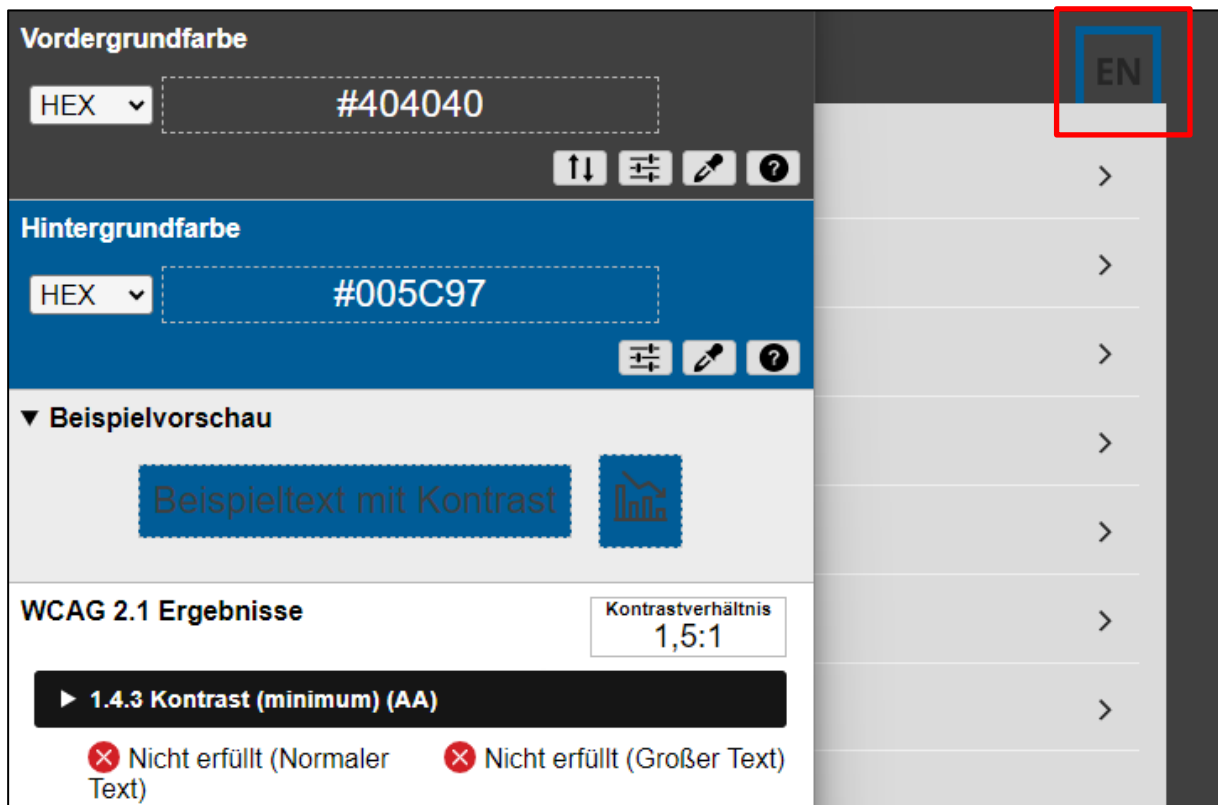 Vordergrundfarbe
EN
HEX
#404040
Hintergrundfarbe
HEX
#005C97
▼ Beispielvorschau
Beispieltext mit Kontrast
WCAG 2.1 Ergebnisse
Kontrastverhältnis
1,5:1
▶ 1.4.3 Kontrast (minimum) (AA)
Nicht erfüllt (Normaler
Text)
Nicht erfüllt (Großer Text)